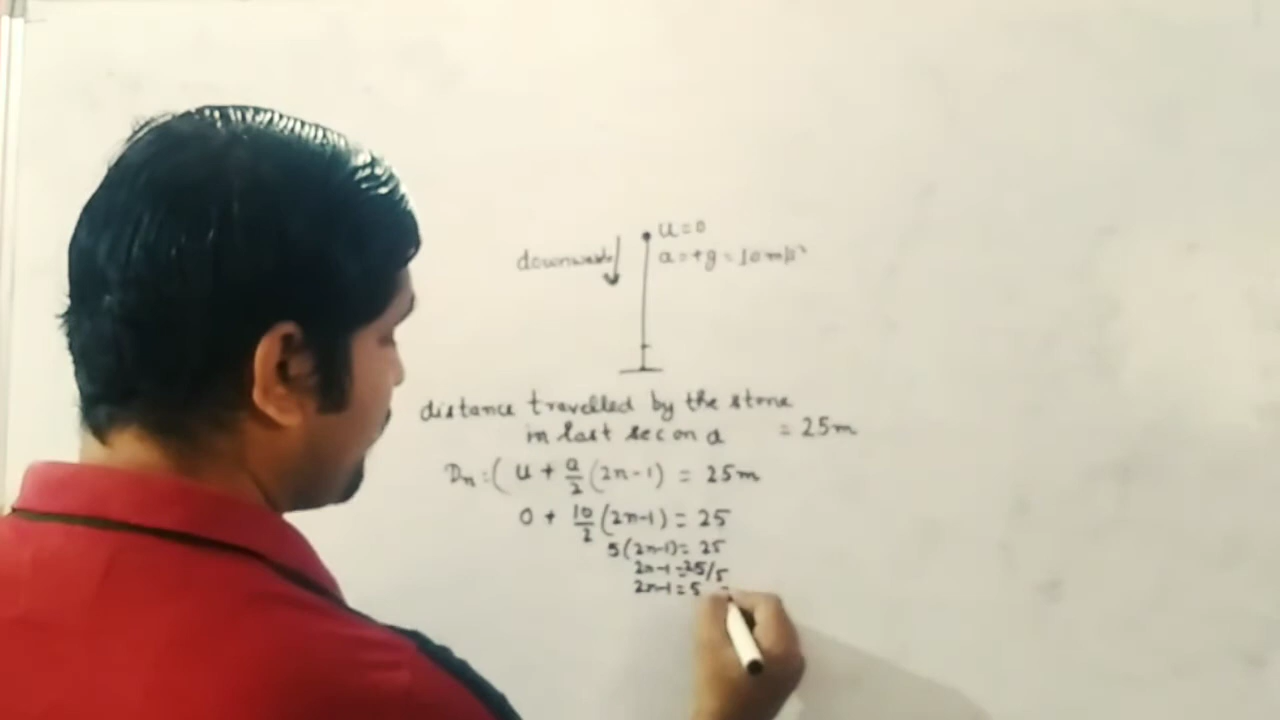 u=0
downwards a=+g=10m/s²
distance travelled by the stone
in last second = 25m
Dn:( u + a/2 (2n-1) = 25m
0 + 10/2 (2n-1) = 25
5(2n-1)= 25
2n-1=25/5
2n-1=5